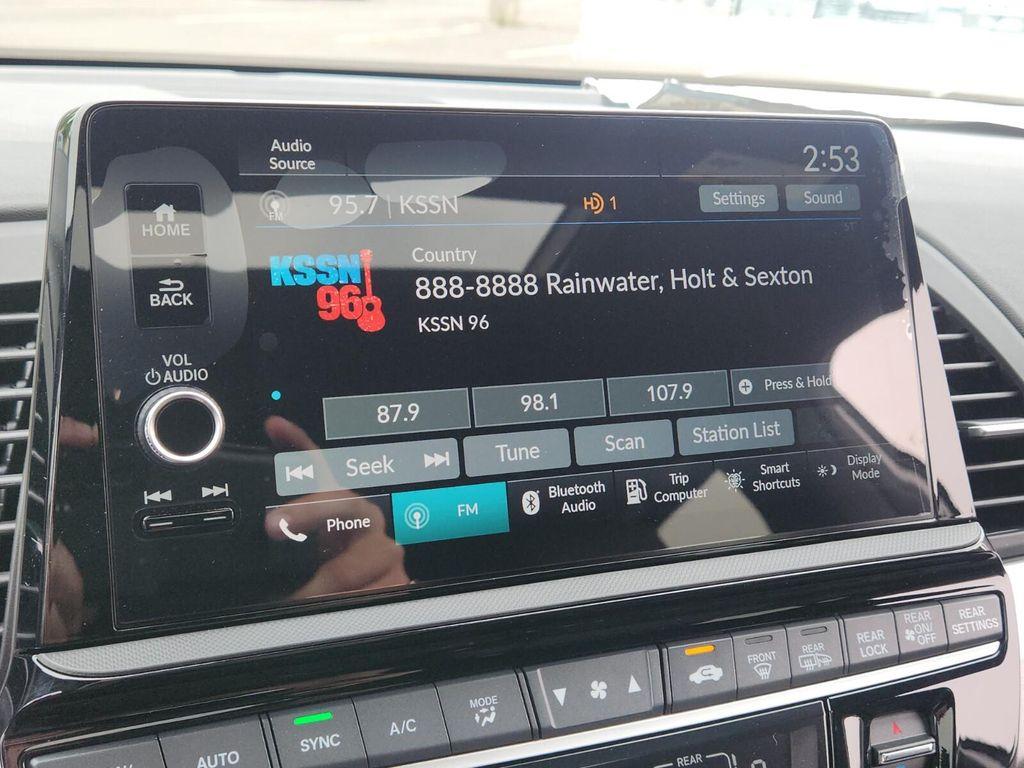 Audio
Source
2:53
FM
95.7 | KSSN
HD 1
Settings
Sound
ST
HOME
BACK
KSSN
96
Country
888-8888 Rainwater, Holt & Sexton
KSSN 96
VOL
AUDIO
87.9
98.1
107.9
Press & Hold
Seek
Tune
Scan
Station List
Phone
FM
Bluetooth
Audio
Trip
Computer
Smart
Shortcuts
Display
Mode
AUTO
SYNC
A/C
MODE
FRONT
REAR
REAR
LOCK
REAR
ON/
OFF
REAR
SETTINGS
REAR